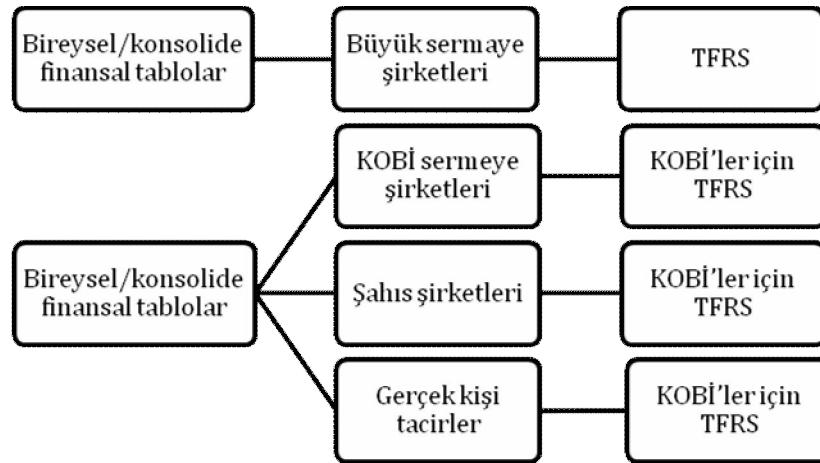 Bireysel/konsolide
finansal tablolar
Büyük sermaye
şirketleri
TFRS
KOBİ sermeye
şirketleri
KOBİ'ler için
TFRS
Bireysel/konsolide
finansal tablolar
Şahıs şirketleri
KOBİ'ler için
TFRS
Gerçek kişi
tacirler
KOBİ'ler için
TFRS